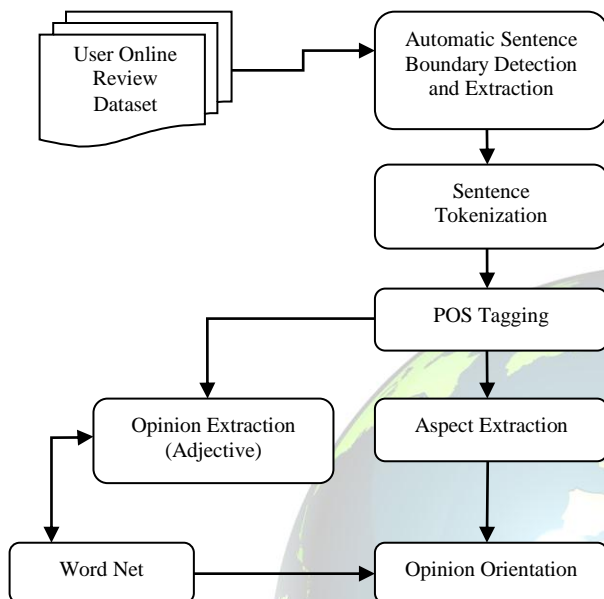 User Online
Review
Dataset
Automatic Sentence
Boundary Detection
and Extraction
Sentence
Tokenization
POS Tagging
Opinion Extraction
(Adjective)
Aspect Extraction
Word Net
Opinion Orientation